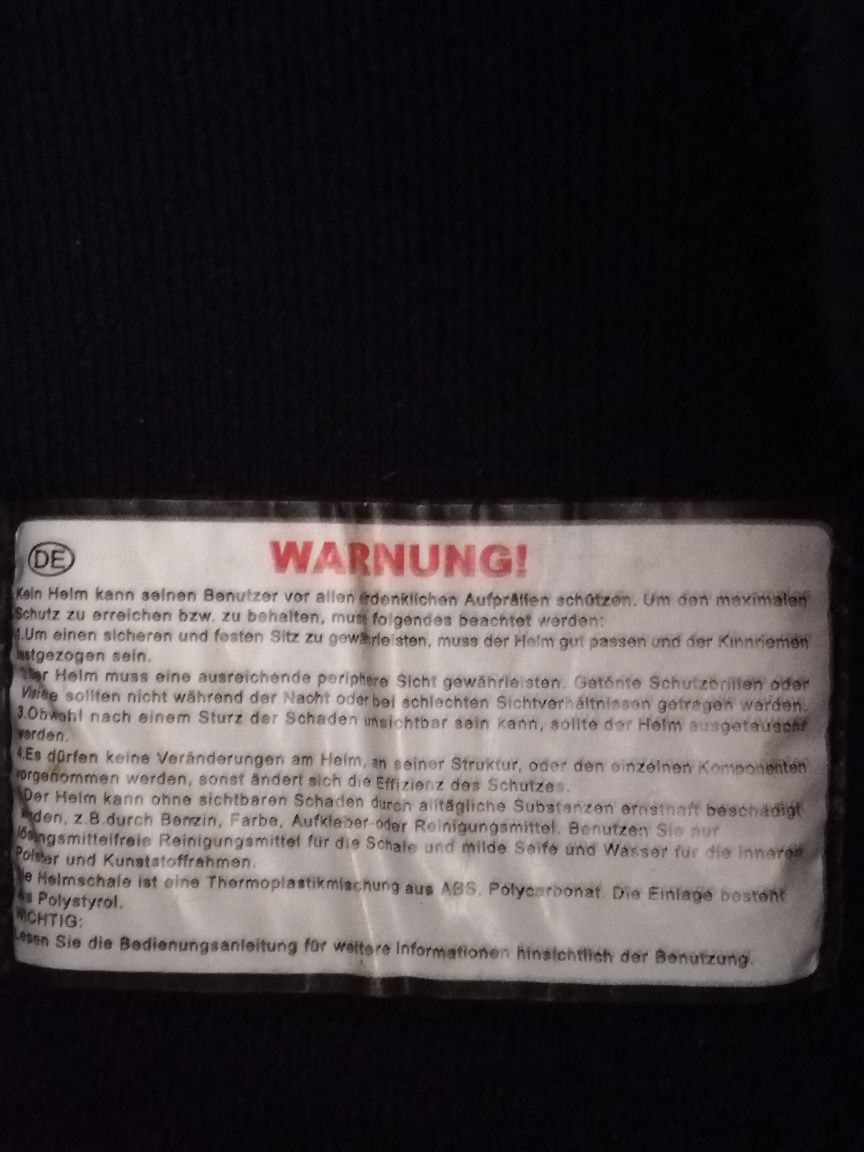 DE
WARNUNG!
Kein Helm kann seinen Benutzer vor allen erdenklichen Aufprällen schützen. Um den maximalen
Schutz zu erreichen bzw. zu behalten, muss folgendes beachtet werden:
1.Um einen sicheren und festen Sitz zu gewährleisten, muss der Helm gut passen und der Kinnriemen
festgezogen sein.
Helm muss eine ausreichende periphere Sicht gewährleisten. Getönte Schutzbrillen oder
sollten nicht während der Nacht oder bei schlechten Sichtverhältnissen getragen werden.
3.Obwohl nach einem Sturz der Schaden unsichtbar sein kann, sollte der Helm ausgetauscht
werden.
4.Es dürfen keine Veränderungen am Helm, an seiner Struktur, oder den einzelnen Komponenten
vorgenommen werden, sonst ändert sich die Effizienz des Schutzes.
Der Helm kann ohne sichtbaren Schaden durch alltägliche Substanzen ernsthaft beschädigt
z.B.durch Benzin, Farbe, Aufkleber oder Reinigungsmittel. Benutzen Sie nur
lösungsmittelfreie Reinigungsmittel für die Schale und milde Seife und Wasser für die inneren
Polster und Kunststoffrahmen.
Helmschale ist eine Thermoplastikmischung aus ABS, Polycarbonat. Die Einlage besteht
Polystyrol.
WICHTIG:
Lesen Sie die Bedienungsanleitung für weitere Informationen hinsichtlich der Benutzung.